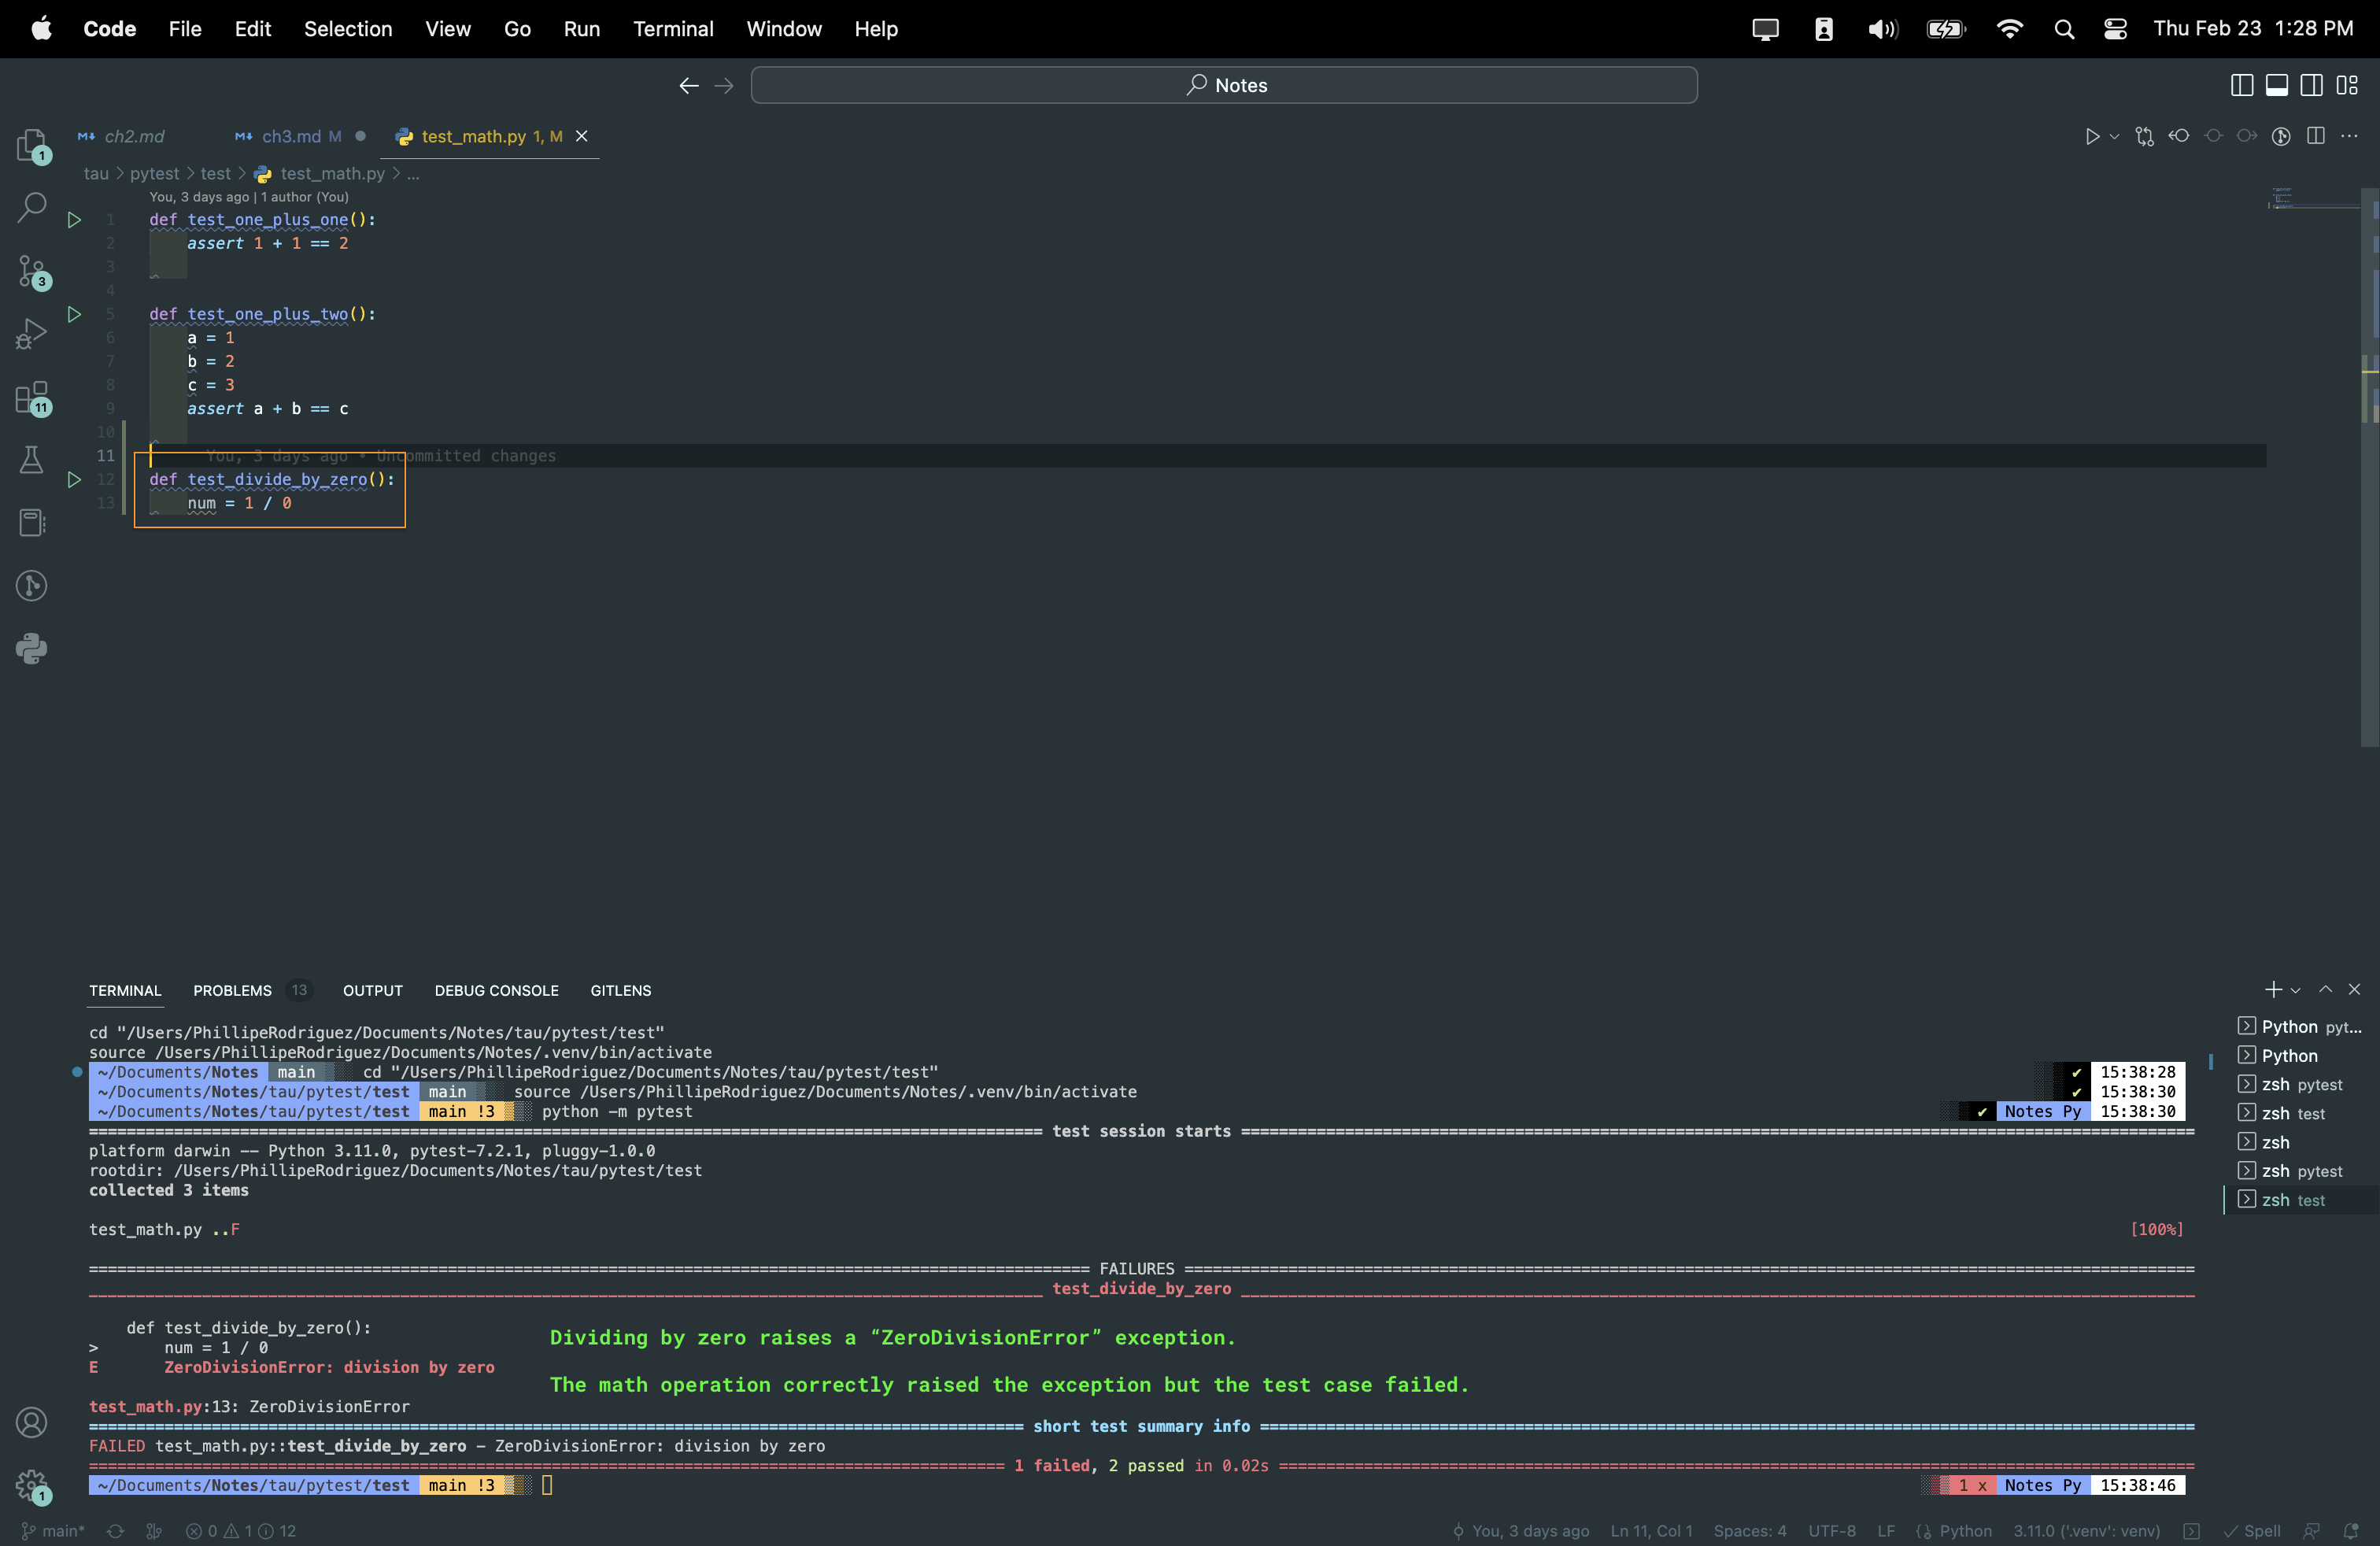 Code File Edit Selection View Go Run Terminal Window Help Thu Feb 23 1:28 PM
Notes
ch2.md ch3.md M test_math.py 1, M
tau > pytest > test > test_math.py > ...
You, 3 days ago | 1 author (You)
1 def test_one_plus_one():
2 assert 1 + 1 == 2
3
4
5 def test_one_plus_two():
6 a = 1
7 b = 2
8 c = 3
9 assert a + b == c
10
11 You, 3 days ago • Uncommitted changes
12 def test_divide_by_zero():
13 num = 1 / 0
1
3
11
TERMINAL PROBLEMS 13 OUTPUT DEBUG CONSOLE GITLENS
cd "/Users/PhillipeRodriguez/Documents/Notes/tau/pytest/test"
source /Users/PhillipeRodriguez/Documents/Notes/.venv/bin/activate
~/Documents/Notes main cd "/Users/PhillipeRodriguez/Documents/Notes/tau/pytest/test" ✔ 15:38:28
~/Documents/Notes/tau/pytest/test main source /Users/PhillipeRodriguez/Documents/Notes/.venv/bin/activate ✔ 15:38:30
~/Documents/Notes/tau/pytest/test main !3 python -m pytest ✔ Notes Py 15:38:30
test session starts
platform darwin -- Python 3.11.0, pytest-7.2.1, pluggy-1.0.0
rootdir: /Users/PhillipeRodriguez/Documents/Notes/tau/pytest/test
collected 3 items
test_math.py ..F [100%]
FAILURES
test_divide_by_zero
def test_divide_by_zero():
> num = 1 / 0
E ZeroDivisionError: division by zero
Dividing by zero raises a “ZeroDivisionError” exception.
The math operation correctly raised the exception but the test case failed.
test_math.py:13: ZeroDivisionError
short test summary info
FAILED test_math.py::test_divide_by_zero - ZeroDivisionError: division by zero
1 failed, 2 passed in 0.02s
~/Documents/Notes/tau/pytest/test main !3 1 x Notes Py 15:38:46
Python pyt...
Python
zsh pytest
zsh test
zsh
zsh pytest
zsh test
1
main* 0 1 12 You, 3 days ago Ln 11, Col 1 Spaces: 4 UTF-8 LF Python 3.11.0 ('.venv': venv) Spell